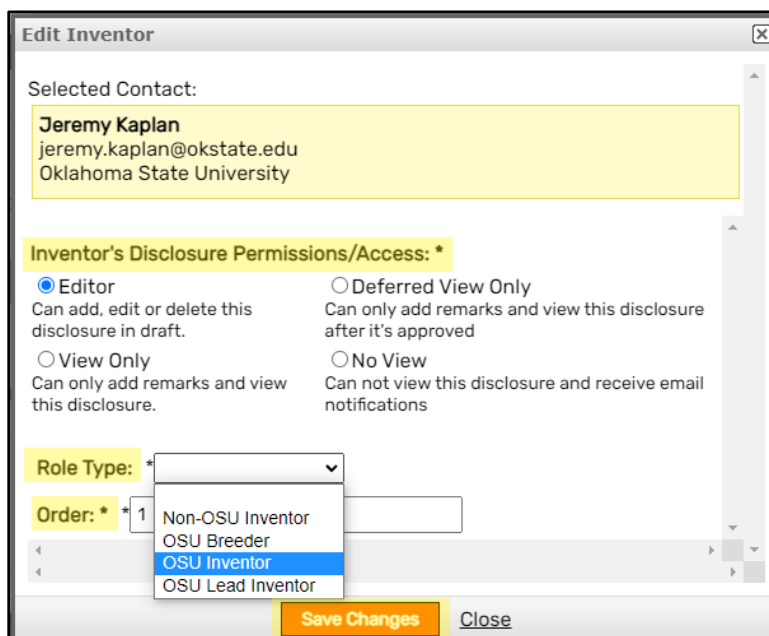 Edit Inventor
Selected Contact:
Jeremy Kaplan
jeremy.kaplan@okstate.edu
Oklahoma State University
Inventor's Disclosure Permissions/Access: *
Editor
Can add, edit or delete this
disclosure in draft.
Deferred View Only
Can only add remarks and view this disclosure
after it's approved
View Only
Can only add remarks and view
this disclosure.
No View
Can not view this disclosure and receive email
notifications
Role Type: *
Order: * * 1
Non-OSU Inventor
OSU Breeder
OSU Inventor
OSU Lead Inventor
Save Changes Close